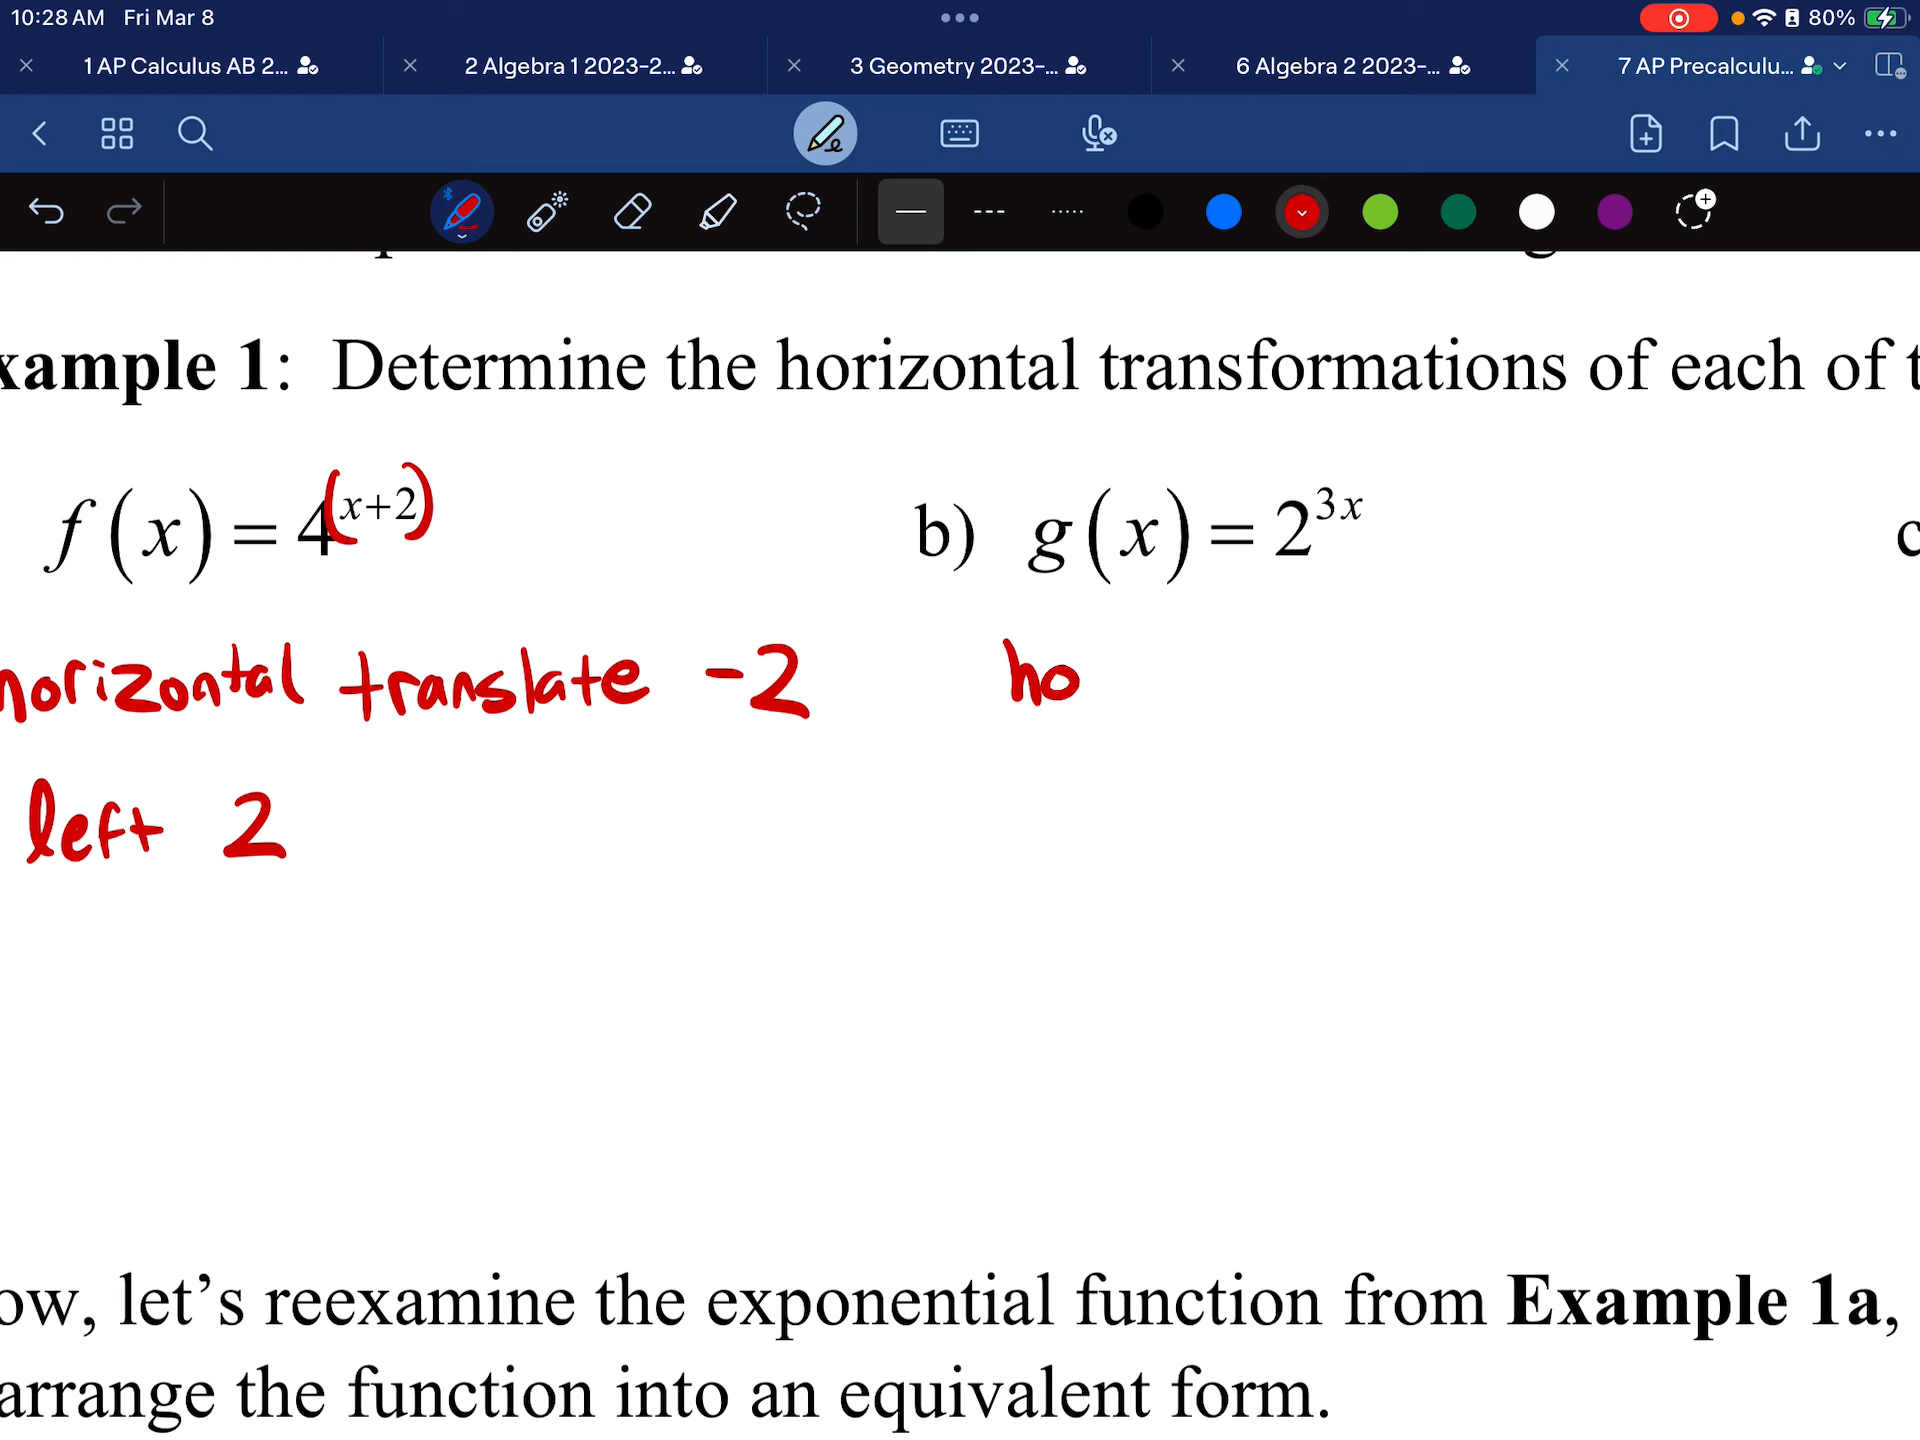 10:28 AM Fri Mar 8 80%
1 AP Calculus AB 2... 2 Algebra 1 2023-2... 3 Geometry 2023-... 6 Algebra 2 2023-... 7 AP Precalculu...
xample 1: Determine the horizontal transformations of each of t
f(x) = 4^(x+2) b) g(x) = 2^{3x} c
horizontal translate -2 ho
left 2
ow, let's reexamine the exponential function from Example 1a,
arrange the function into an equivalent form.